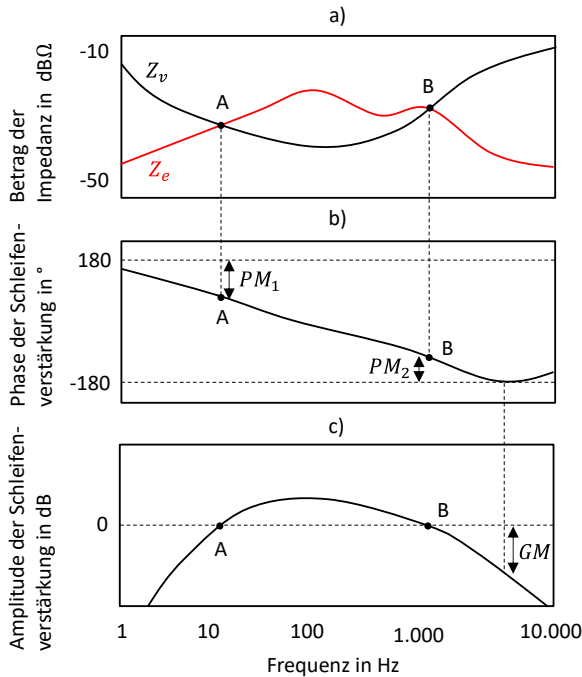 a)
Betrag der
Impedanz in dBΩ
-10
-50
Z_v
Z_e
A
B
b)
Phase der Schleifen-
verstärkung in °
180
-180
PM_1
A
PM_2
B
c)
Amplitude der Schleifen-
verstärkung in dB
0
A
B
GM
1 10 100 1.000 10.000
Frequenz in Hz